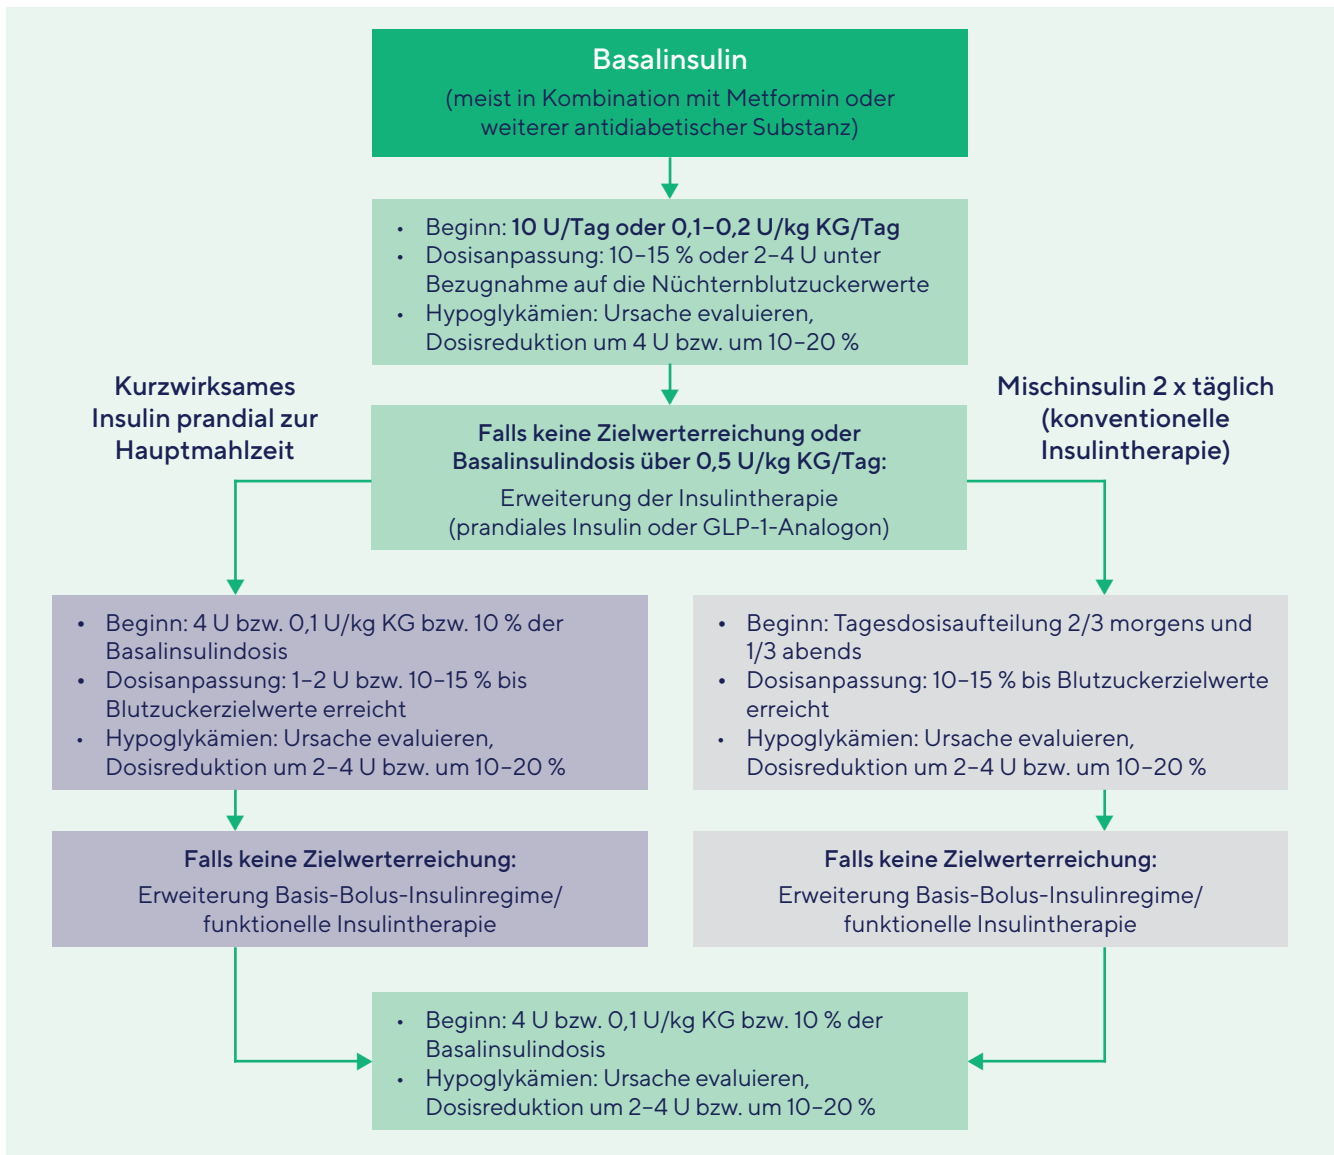 Basalinsulin
(meist in Kombination mit Metformin oder
weiterer antidiabetischer Substanz)
• Beginn: 10 U/Tag oder 0,1–0,2 U/kg KG/Tag
• Dosisanpassung: 10–15 % oder 2–4 U unter
Bezugnahme auf die Nüchternblutzuckerwerte
• Hypoglykämien: Ursache evaluieren,
Dosisreduktion um 4 U bzw. um 10–20 %
Kurzwirksames
Insulin prandial zur
Hauptmahlzeit
Falls keine Zielwerterreichung oder
Basalinsulindosis über 0,5 U/kg KG/Tag:
Erweiterung der Insulintherapie
(prandiales Insulin oder GLP-1-Analogon)
Mischinsulin 2 x täglich
(konventionelle
Insulintherapie)
• Beginn: 4 U bzw. 0,1 U/kg KG bzw. 10 % der
Basalinsulindosis
• Dosisanpassung: 1–2 U bzw. 10–15 % bis
Blutzuckerzielwerte erreicht
• Hypoglykämien: Ursache evaluieren,
Dosisreduktion um 2–4 U bzw. um 10–20 %
• Beginn: Tagesdosisaufteilung 2/3 morgens und
1/3 abends
• Dosisanpassung: 10–15 % bis Blutzuckerzielwerte
erreicht
• Hypoglykämien: Ursache evaluieren,
Dosisreduktion um 2–4 U bzw. um 10–20 %
Falls keine Zielwerterreichung:
Erweiterung Basis-Bolus-Insulinregime/
funktionelle Insulintherapie
Falls keine Zielwerterreichung:
Erweiterung Basis-Bolus-Insulinregime/
funktionelle Insulintherapie
• Beginn: 4 U bzw. 0,1 U/kg KG bzw. 10 % der
Basalinsulindosis
• Hypoglykämien: Ursache evaluieren,
Dosisreduktion um 2–4 U bzw. um 10–20 %